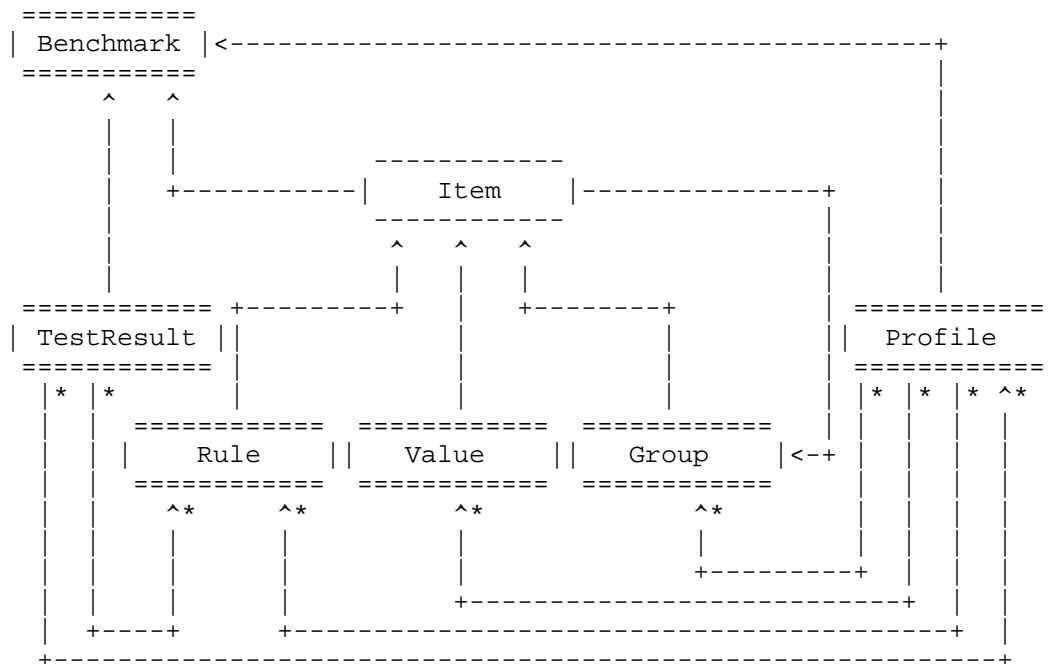 Benchmark
Item
TestResult
Profile
* * * * * *
Rule Value Group
* * * *